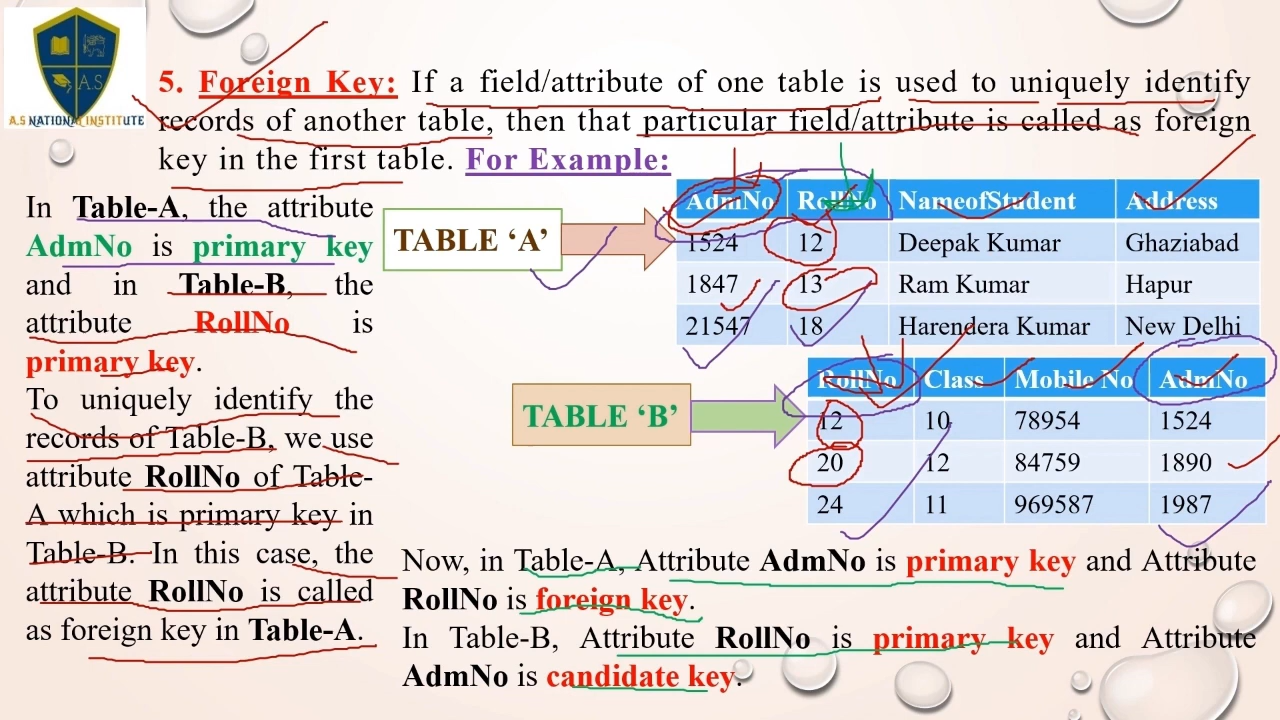 A.S
A.S NATIONAL INSTITUTE
5. Foreign Key: If a field/attribute of one table is used to uniquely identify
records of another table, then that particular field/attribute is called as foreign
key in the first table. For Example:
In Table-A, the attribute
AdmNo is primary key
and in Table-B, the
attribute RollNo is
primary key.
To uniquely identify the
records of Table-B, we use
attribute RollNo of Table-
A which is primary key in
Table-B. In this case, the
attribute RollNo is called
as foreign key in Table-A.
TABLE ‘A’
AdmNo RollNo NameofStudent Address
1524 12 Deepak Kumar Ghaziabad
1847 13 Ram Kumar Hapur
21547 18 Harendera Kumar New Delhi
TABLE ‘B’
RollNo Class Mobile No AdmNo
12 10 78954 1524
20 12 84759 1890
24 11 969587 1987
Now, in Table-A, Attribute AdmNo is primary key and Attribute
RollNo is foreign key.
In Table-B, Attribute RollNo is primary key and Attribute
AdmNo is candidate key.